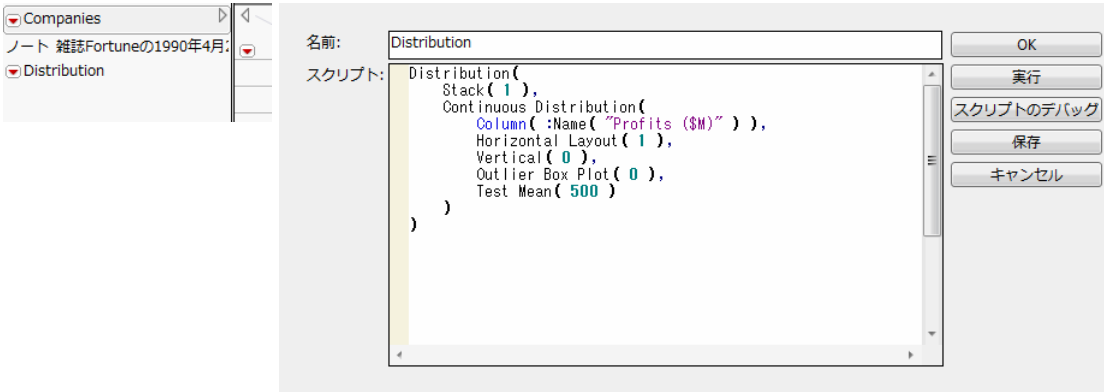 Companies
ノート 雑誌Fortuneの1990年4月2
Distribution
名前:
Distribution
スクリプト:
Distribution(
Stack( 1 ),
Continuous Distribution(
Column( :Name( "Profits ($M)" ) ),
Horizontal Layout( 1 ),
Vertical( 0 ),
Outlier Box Plot( 0 ),
Test Mean( 500 )
)
)
OK
実行
スクリプトのデバッグ
保存
キャンセル